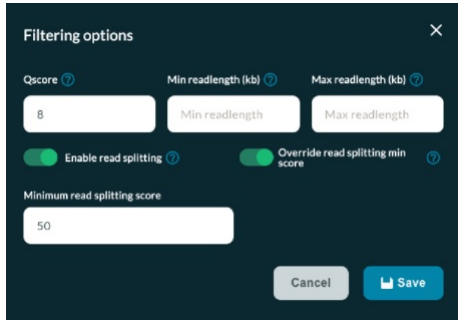 Filtering options
Qscore ?
Min readlength (kb) ?
Max readlength (kb) ?
8
Min readlength
Max readlength
Enable read splitting ?
Override read splitting min
score ?
Minimum read splitting score
50
Cancel
Save